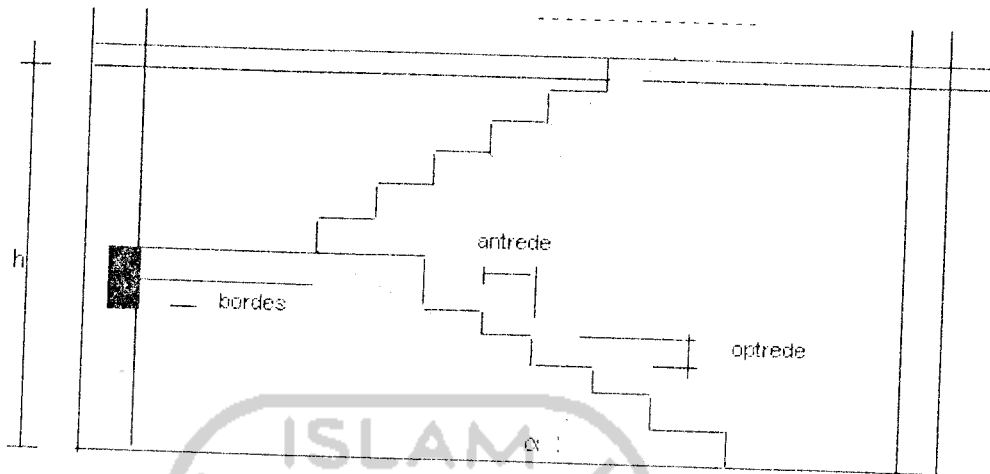 h
antrede
bordes
optrede
α
ISLAM